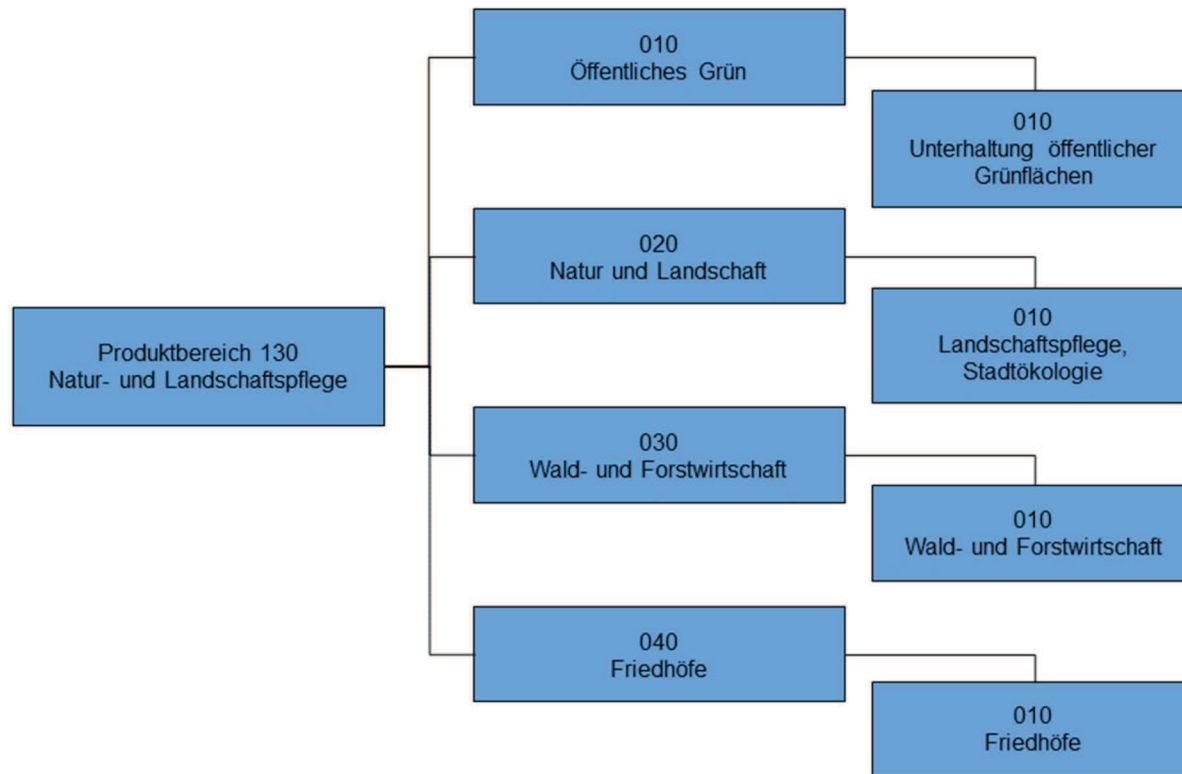 Produktbereich 130
Natur- und Landschaftspflege
010
Öffentliches Grün
010
Unterhaltung öffentlicher
Grünflächen
020
Natur und Landschaft
010
Landschaftspflege,
Stadtökologie
030
Wald- und Forstwirtschaft
010
Wald- und Forstwirtschaft
040
Friedhöfe
010
Friedhöfe